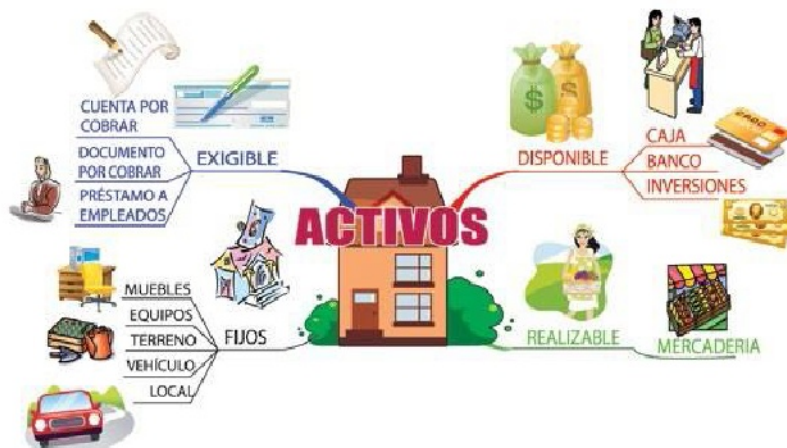 ACTIVOS
CUENTA POR
COBRAR
DOCUMENTO
POR COBRAR
PRÉSTAMO A
EMPLEADOS
EXIGIBLE
DISPONIBLE
CAJA
BANCO
INVERSIONES
MUEBLES
EQUIPOS
TERRENO
VEHÍCULO
LOCAL
FIJOS
REALIZABLE
MERCADERIA
$